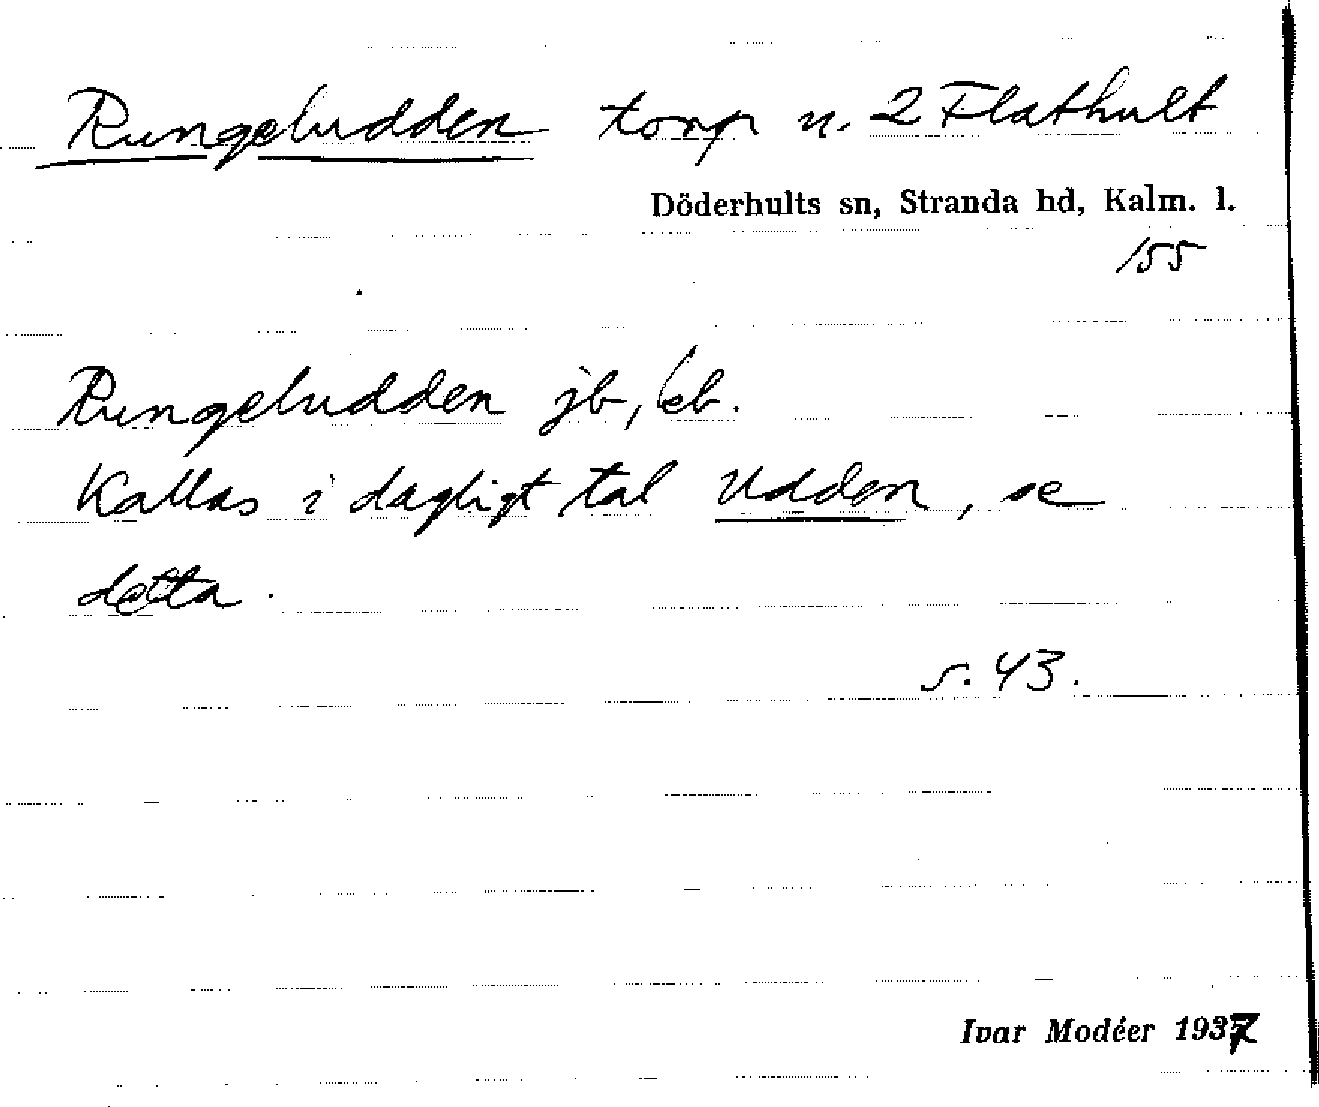 Rungeludden torp u. 2 Flathult
Döderhults sn, Stranda hd, Kalm. l.
155
Rungeludden jb, kb.
Kallas i dagligt tal Udden, se
detta.
s. 43.
Ivar Modéer 1937